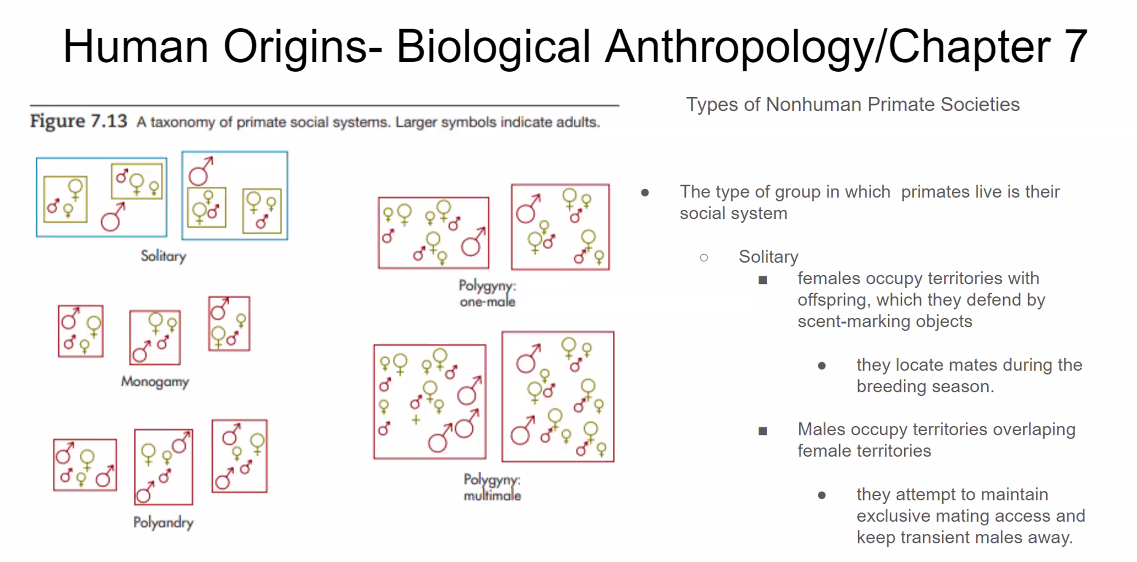 Human Origins- Biological Anthropology/Chapter 7
Figure 7.13 A taxonomy of primate social systems. Larger symbols indicate adults.
Solitary
Monogamy
Polyandry
Polygyny:
one-male
Polygyny:
multimale
Types of Nonhuman Primate Societies
● The type of group in which primates live is their
social system
○ Solitary
■ females occupy territories with
offspring, which they defend by
scent-marking objects
● they locate mates during the
breeding season.
■ Males occupy territories overlaping
female territories
● they attempt to maintain
exclusive mating access and
keep transient males away.